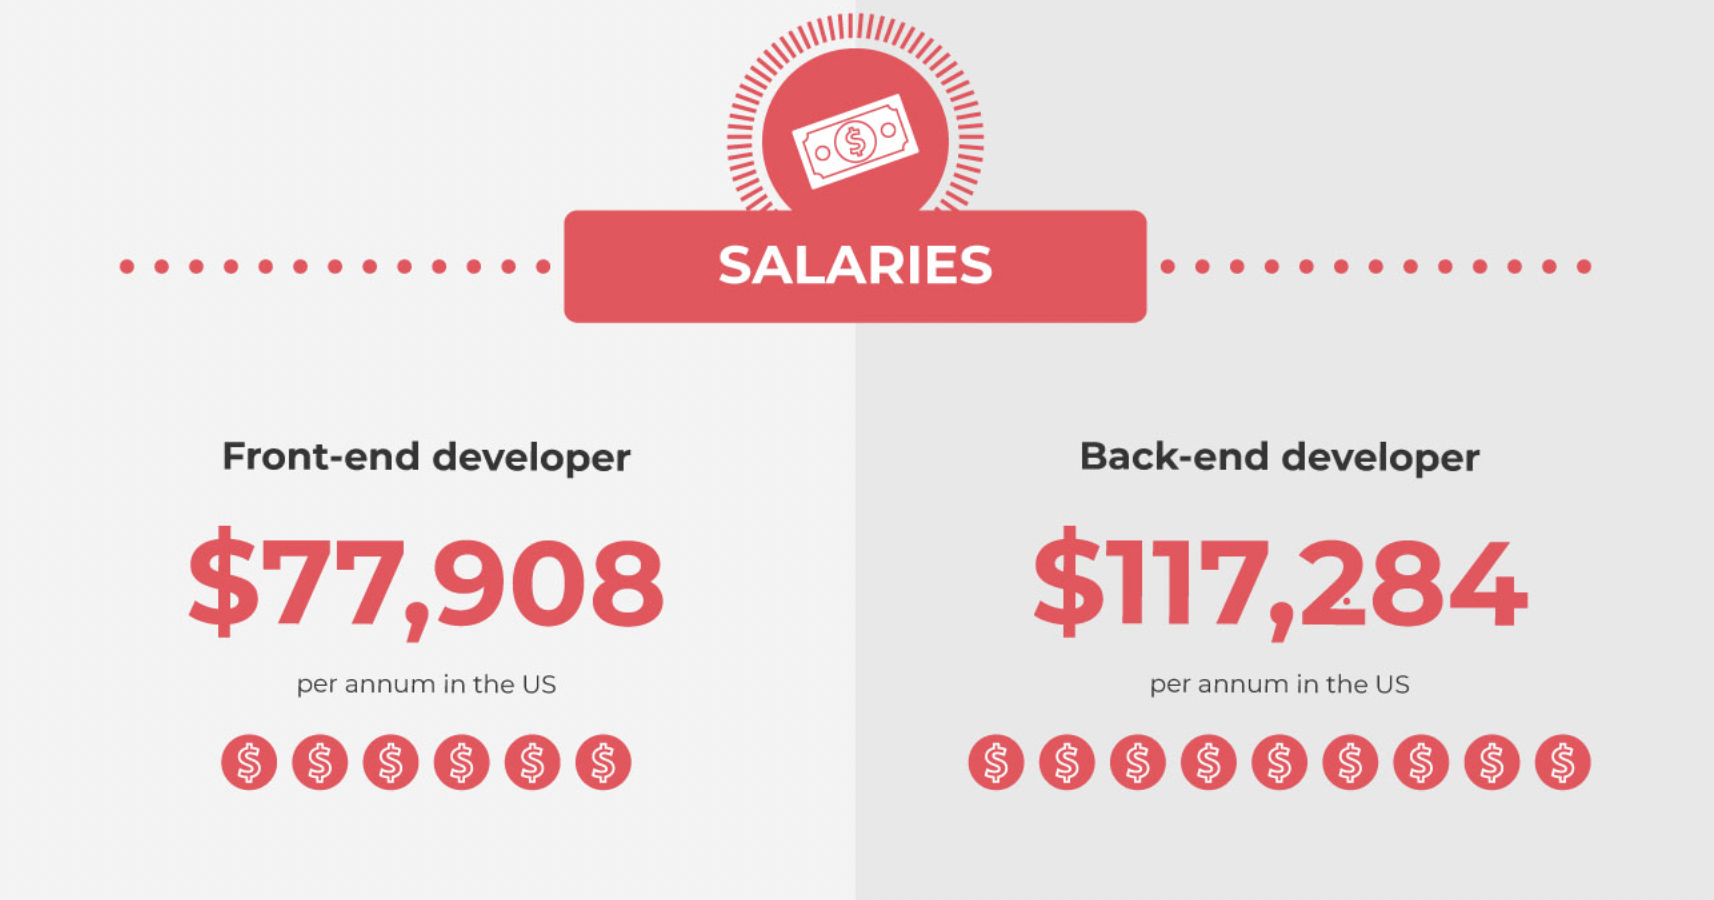 SALARIES
Front-end developer
$77,908
per annum in the US
$ $ $ $ $ $
Back-end developer
$117,284
per annum in the US
$ $ $ $ $ $ $ $ $